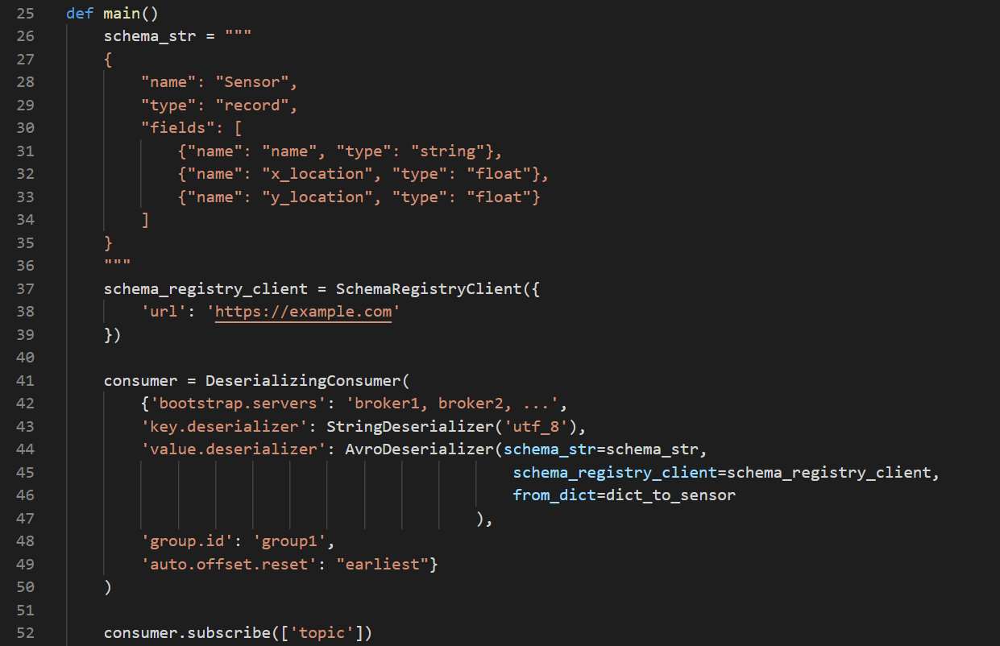 25 def main()
26     schema_str = """
27     {
28         "name": "Sensor",
29         "type": "record",
30         "fields": [
31             {"name": "name", "type": "string"},
32             {"name": "x_location", "type": "float"},
33             {"name": "y_location", "type": "float"}
34         ]
35     }
36     """
37     schema_registry_client = SchemaRegistryClient({
38         'url': 'https://example.com'
39     })
40
41     consumer = DeserializingConsumer(
42         {'bootstrap.servers': 'broker1, broker2, ...',
43         'key.deserializer': StringDeserializer('utf_8'),
44         'value.deserializer': AvroDeserializer(schema_str=schema_str,
45                                                 schema_registry_client=schema_registry_client,
46                                                 from_dict=dict_to_sensor
47                                             ),
48         'group.id': 'group1',
49         'auto.offset.reset': "earliest"}
50     )
51
52     consumer.subscribe(['topic'])